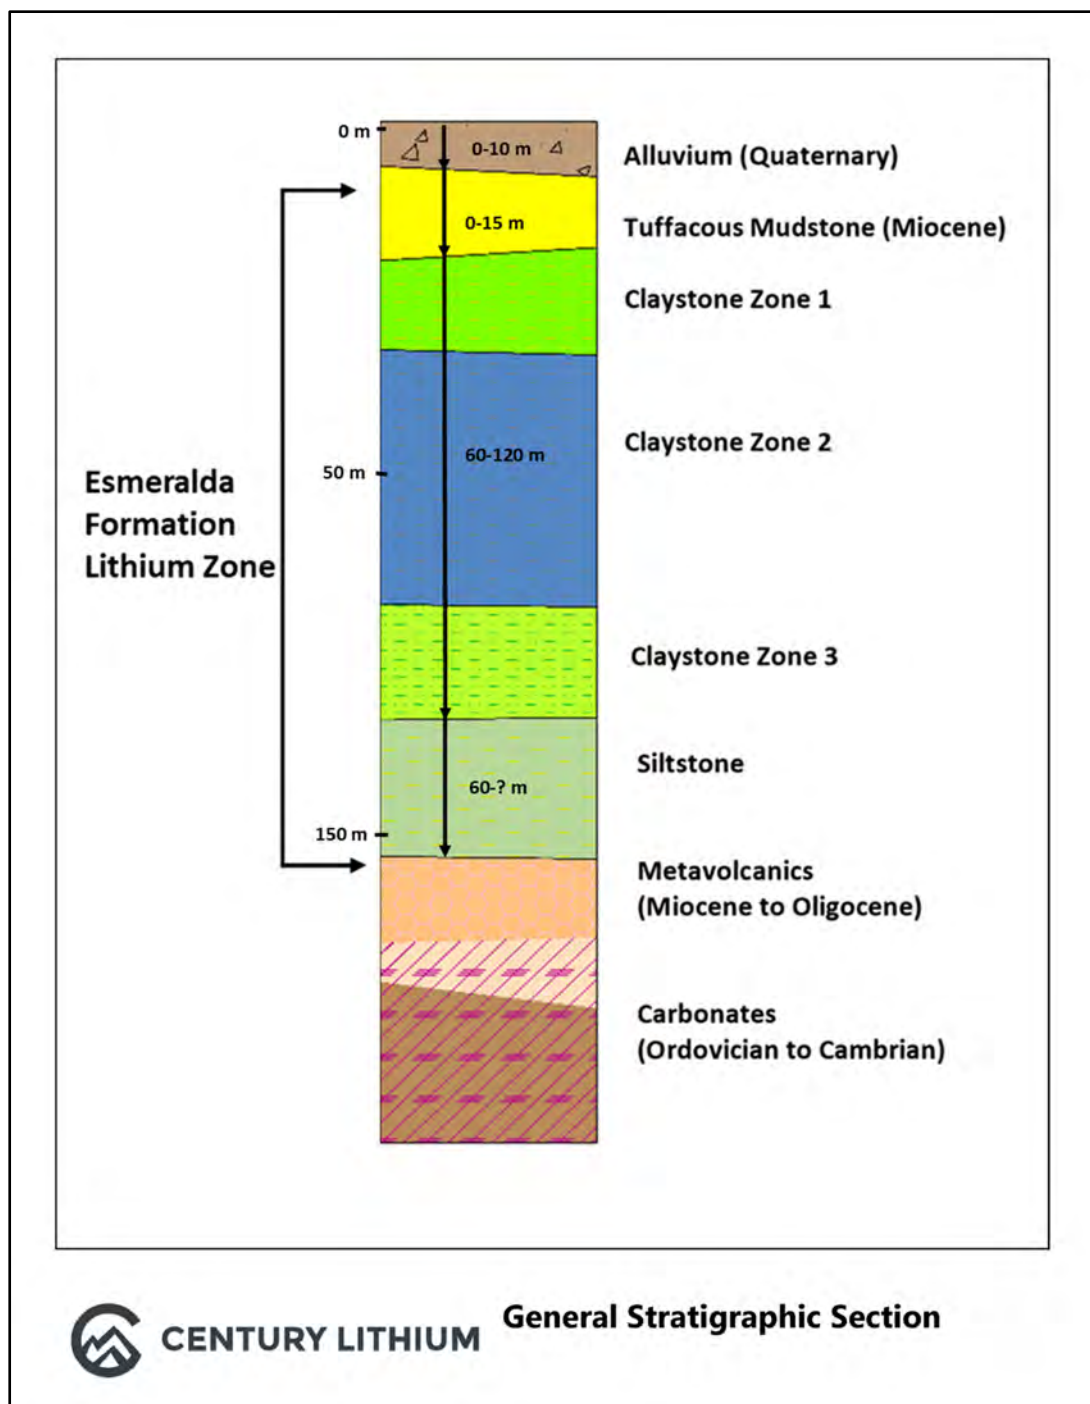 0 m
0-10 m
Alluvium (Quaternary)
0-15 m
Tuffacous Mudstone (Miocene)
Claystone Zone 1
Claystone Zone 2
60-120 m
50 m
Esmeralda
Formation
Lithium Zone
Claystone Zone 3
Siltstone
60-? m
150 m
Metavolcanics
(Miocene to Oligocene)
Carbonates
(Ordovician to Cambrian)
General Stratigraphic Section
CENTURY LITHIUM